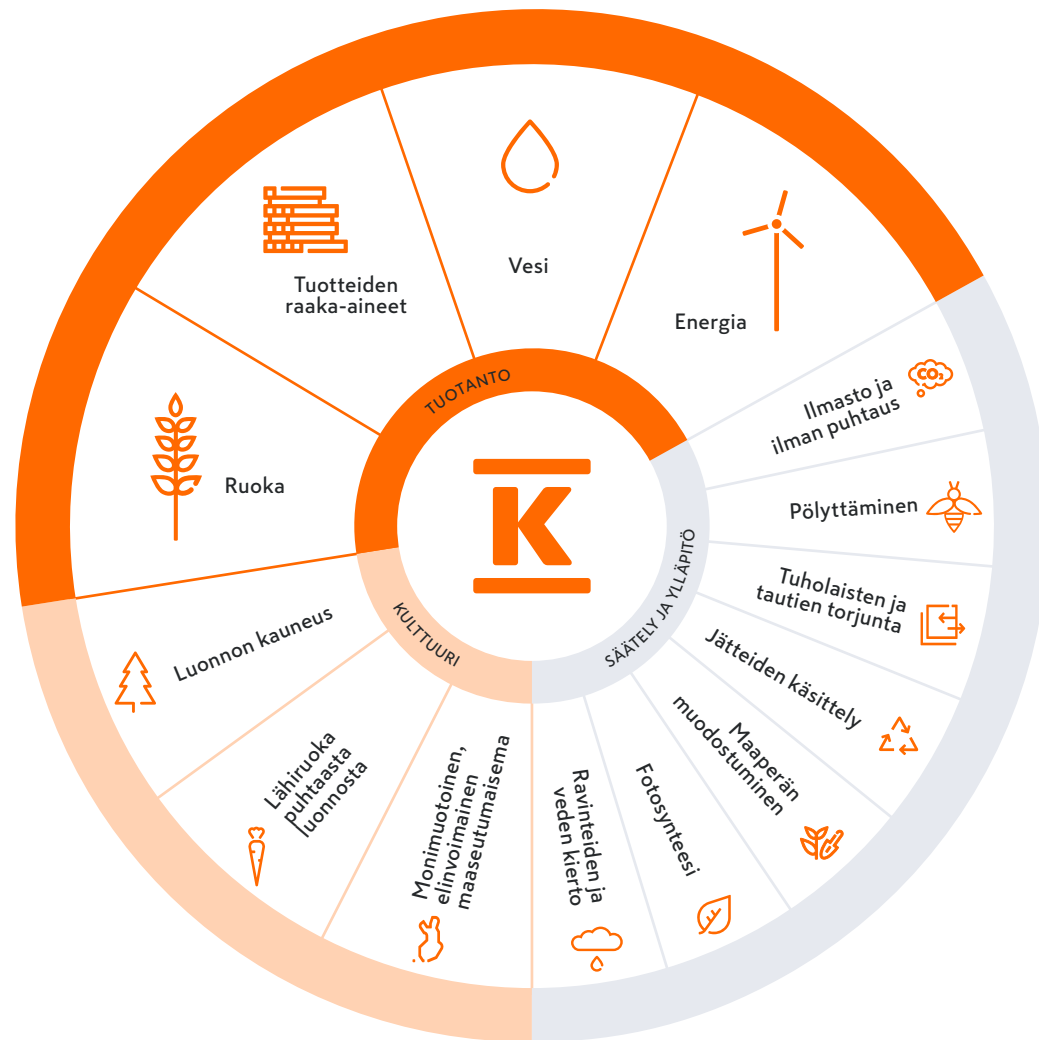 Vesi
Tuotteiden
raaka-aineet
Energia
Ruoka
TUOTANTO
K
Ilmasto ja
ilman puhtaus
CO₂
Pölyttäminen
Tuholaisten ja
tautien torjunta
Jätteiden käsittely
Maaperän
muodostuminen
Fotosynteesi
Ravinteiden ja
veden kierto
SÄÄTELY JA YLLÄPITÖ
KULTTUURI
Luonnon kauneus
Lähiruoka
puhtaasta
luonnosta
Monimuotoinen,
elinvoimainen
maaseutumaisema